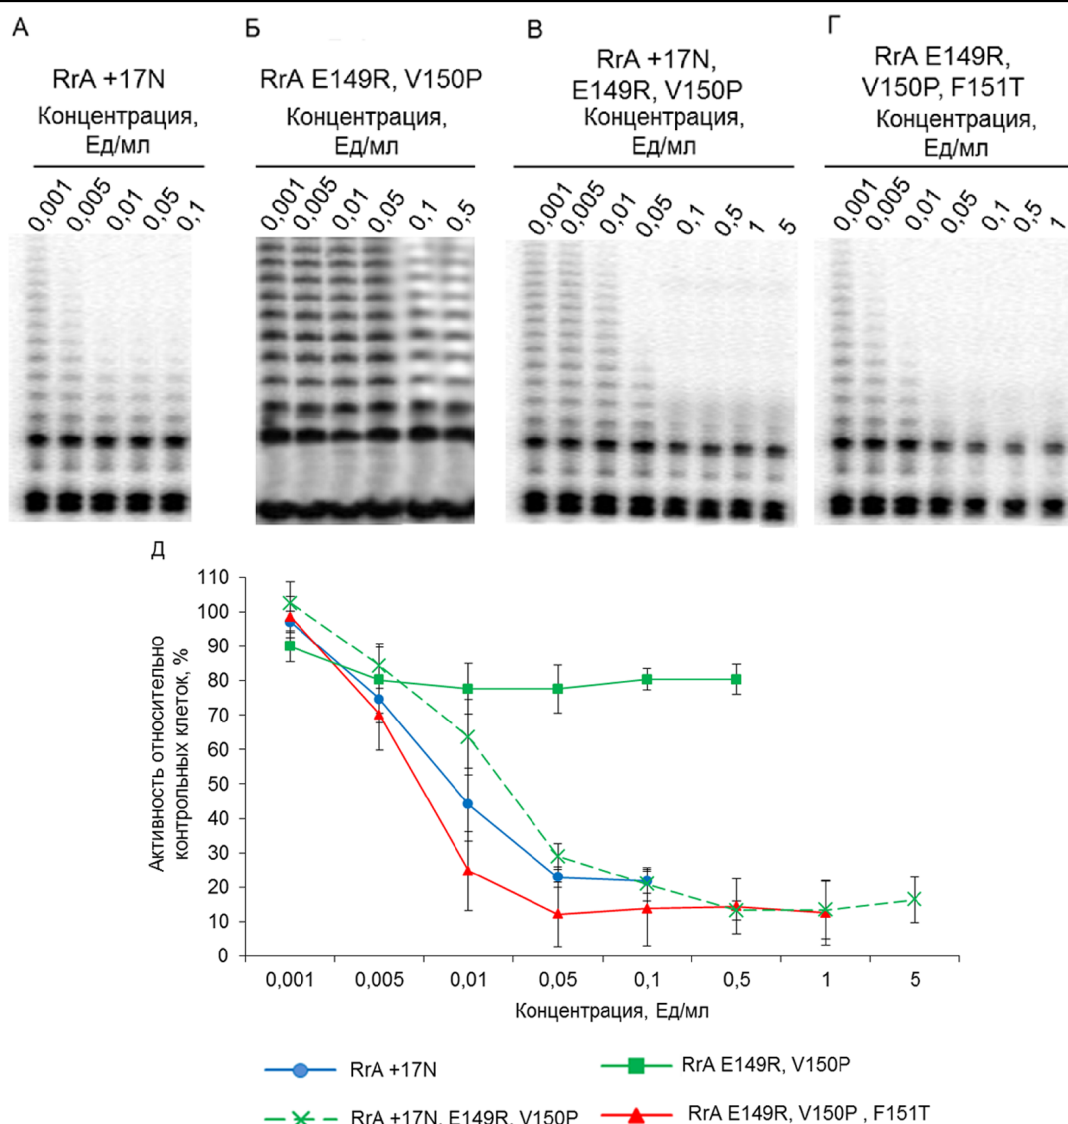 А
RrA +17N
Концентрация,
Ед/мл
0,001
0,005
0,01
0,05
0,1
Б
RrA E149R, V150P
Концентрация,
Ед/мл
0,001
0,005
0,01
0,05
0,1
0,5
В
RrA +17N,
E149R, V150P
Концентрация,
Ед/мл
0,001
0,005
0,01
0,05
0,1
0,5
1
5
Г
RrA E149R,
V150P, F151T
Концентрация,
Ед/мл
0,001
0,005
0,01
0,05
0,1
0,5
1
Д
Активность относительно
контрольных клеток, %
110
100
90
80
70
60
50
40
30
20
10
0
0,001 0,005 0,01 0,05 0,1 0,5 1 5
Концентрация, Ед/мл
RrA +17N
RrA E149R, V150P
RrA +17N, E149R, V150P
RrA E149R, V150P , F151T